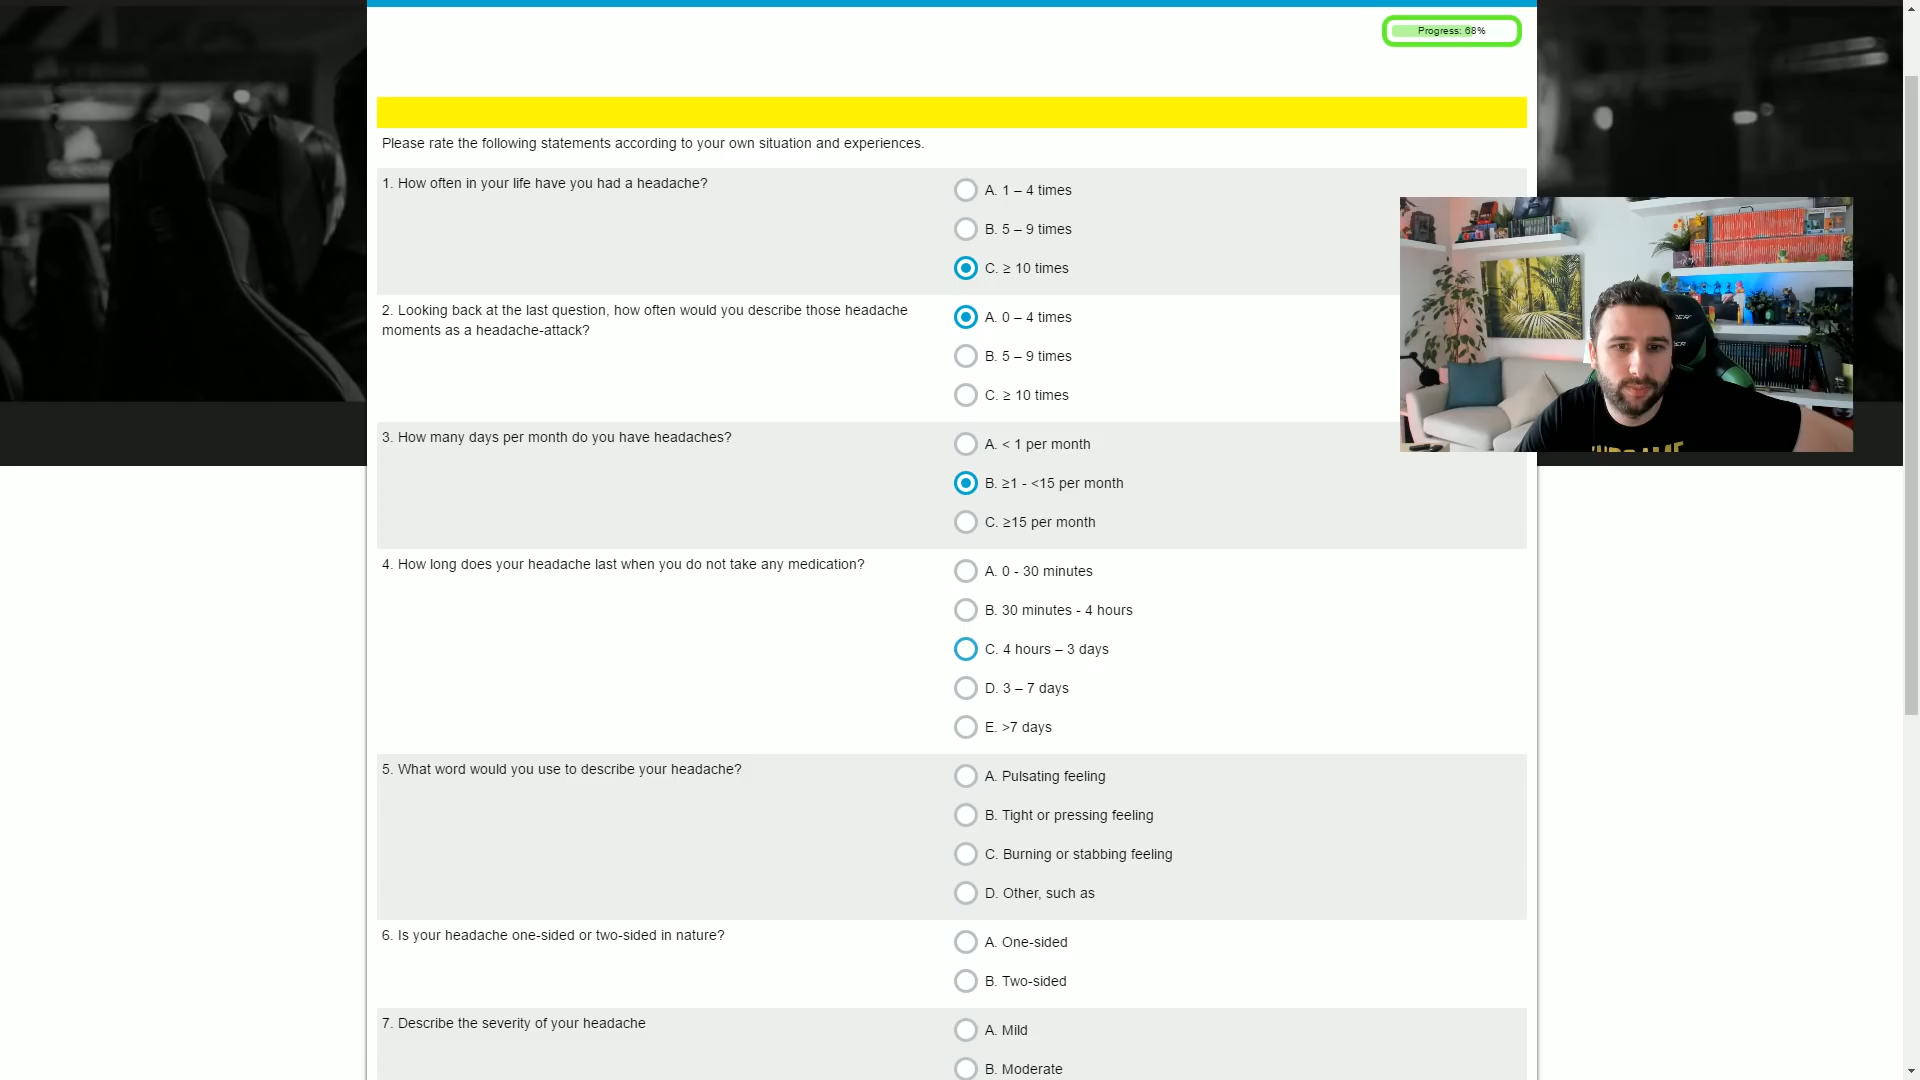 Progress: 68%
Please rate the following statements according to your own situation and experiences.
1. How often in your life have you had a headache?
A. 1 – 4 times
B. 5 – 9 times
C. ≥ 10 times
2. Looking back at the last question, how often would you describe those headache
moments as a headache-attack?
A. 0 – 4 times
B. 5 – 9 times
C. ≥ 10 times
3. How many days per month do you have headaches?
A. < 1 per month
B. ≥1 - <15 per month
C. ≥15 per month
4. How long does your headache last when you do not take any medication?
A. 0 - 30 minutes
B. 30 minutes - 4 hours
C. 4 hours – 3 days
D. 3 – 7 days
E. >7 days
5. What word would you use to describe your headache?
A. Pulsating feeling
B. Tight or pressing feeling
C. Burning or stabbing feeling
D. Other, such as
6. Is your headache one-sided or two-sided in nature?
A. One-sided
B. Two-sided
7. Describe the severity of your headache
A. Mild
B. Moderate